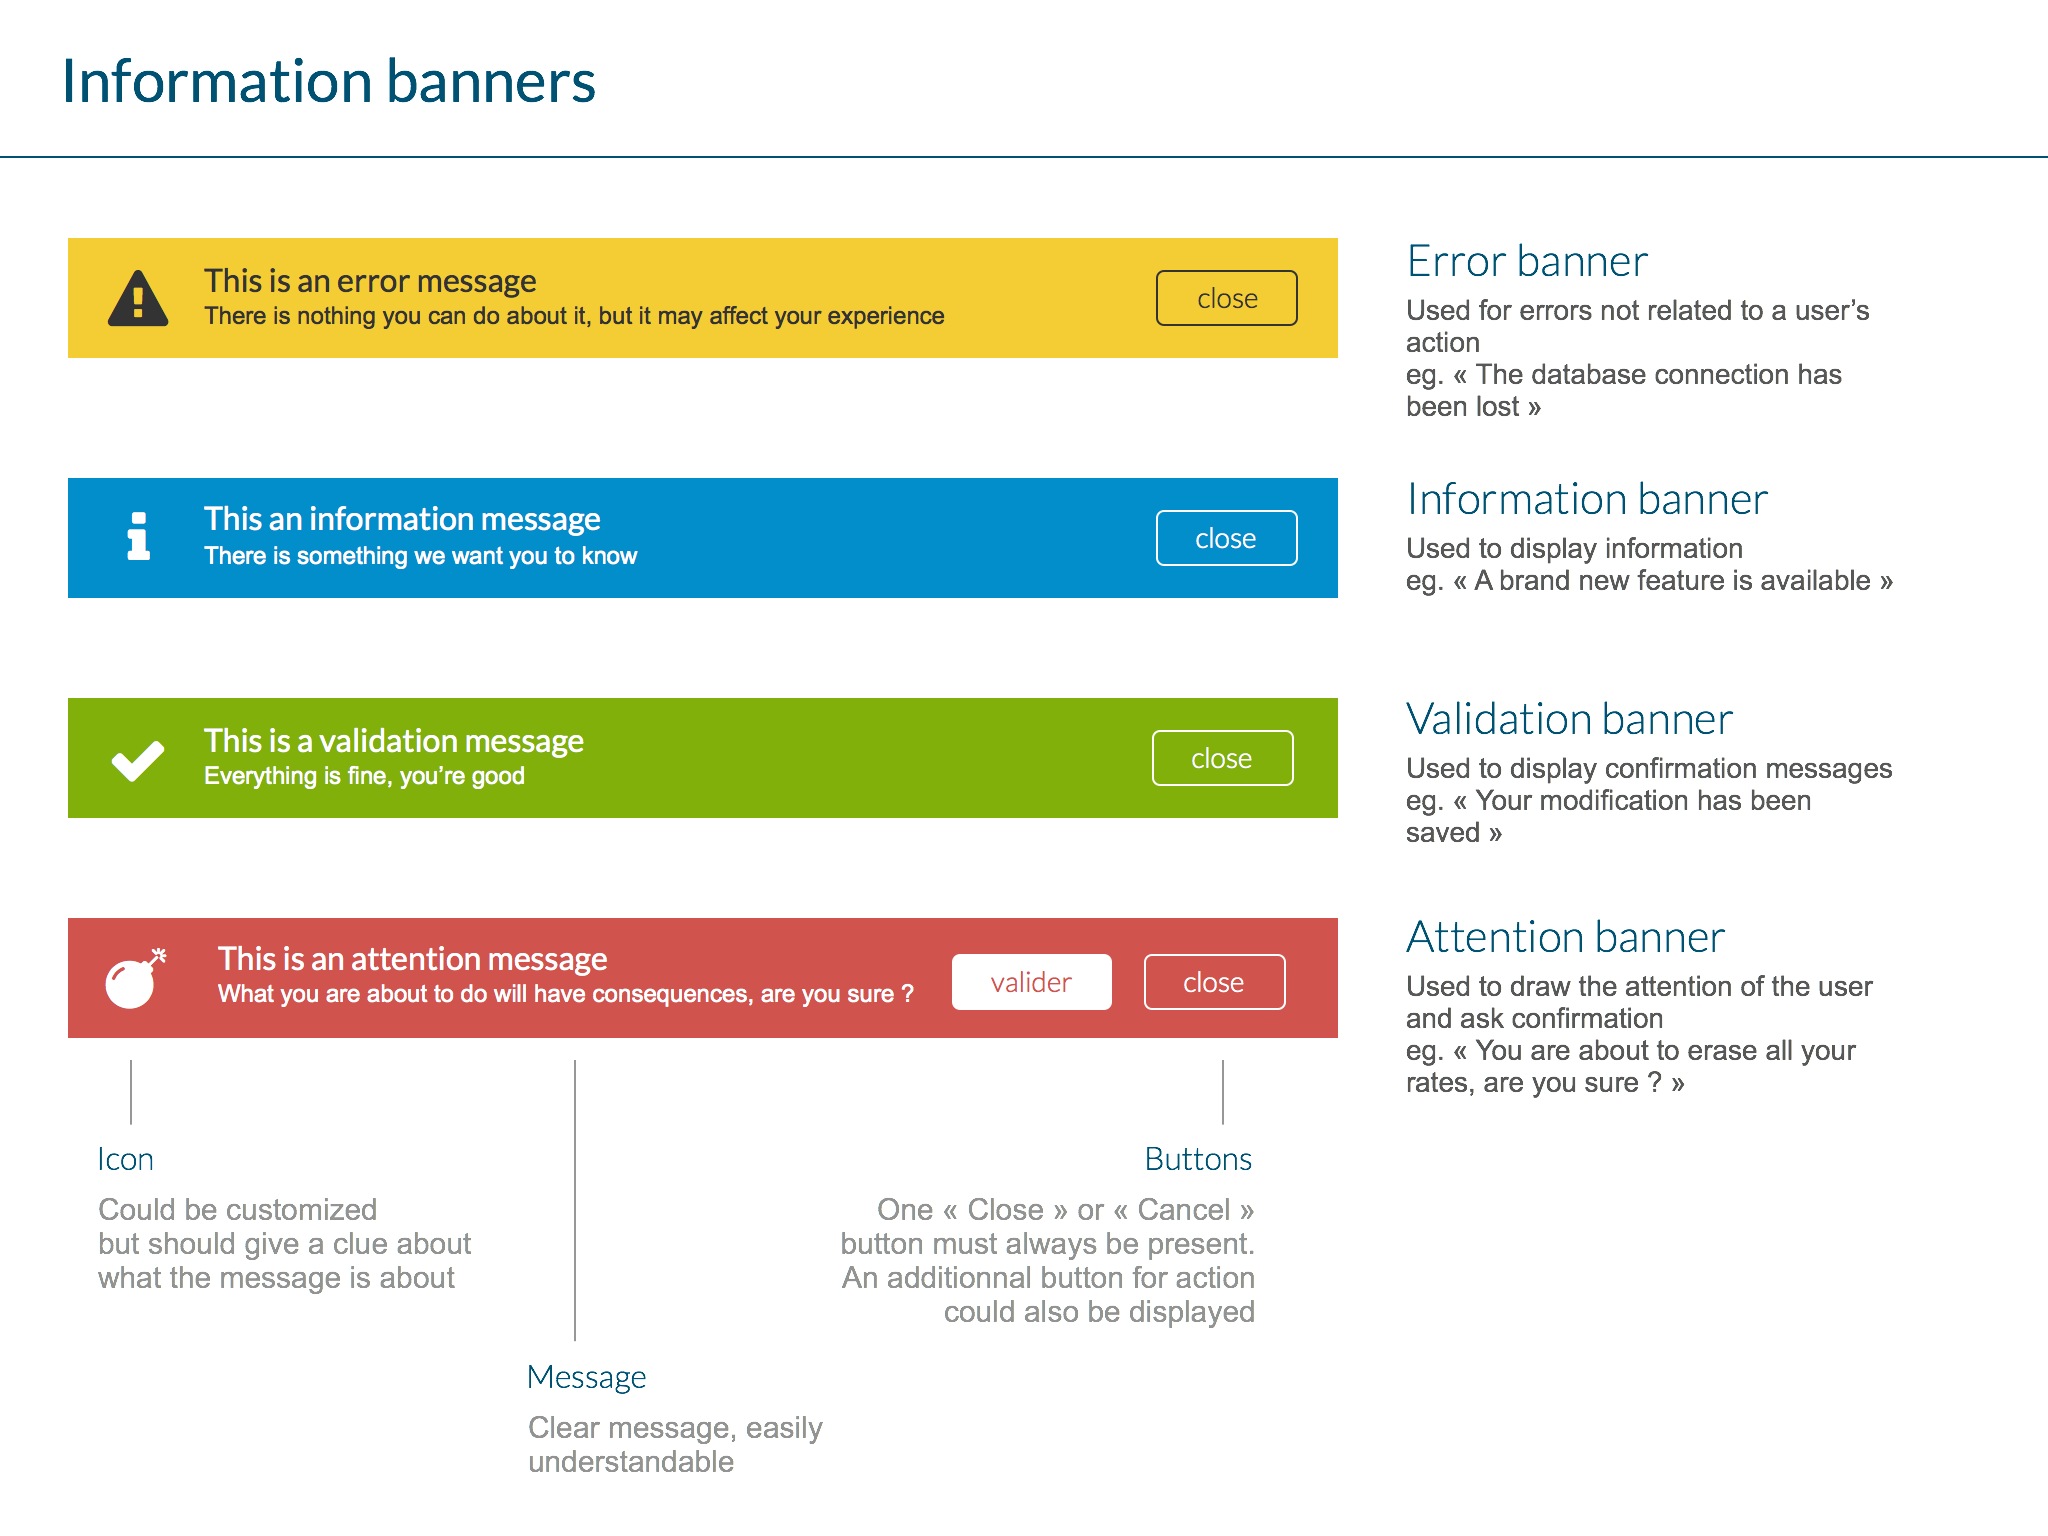 Information banners
This is an error message
There is nothing you can do about it, but it may affect your experience
close
Error banner
Used for errors not related to a user’s
action
eg. « The database connection has
been lost »
This an information message
There is something we want you to know
close
Information banner
Used to display information
eg. « A brand new feature is available »
This is a validation message
Everything is fine, you’re good
close
Validation banner
Used to display confirmation messages
eg. « Your modification has been
saved »
This is an attention message
What you are about to do will have consequences, are you sure ?
valider
close
Attention banner
Used to draw the attention of the user
and ask confirmation
eg. « You are about to erase all your
rates, are you sure ? »
Icon
Could be customized
but should give a clue about
what the message is about
Message
Clear message, easily
understandable
Buttons
One « Close » or « Cancel »
button must always be present.
An additionnal button for action
could also be displayed